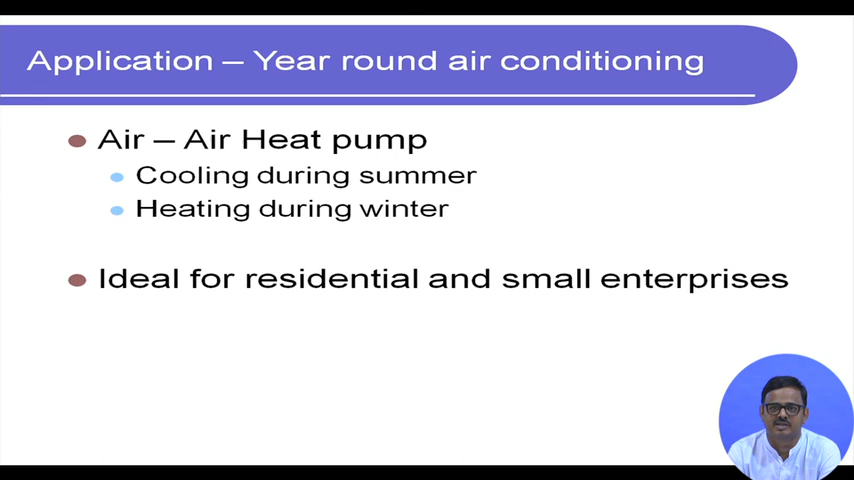 Application – Year round air conditioning
Air – Air Heat pump
Cooling during summer
Heating during winter
Ideal for residential and small enterprises